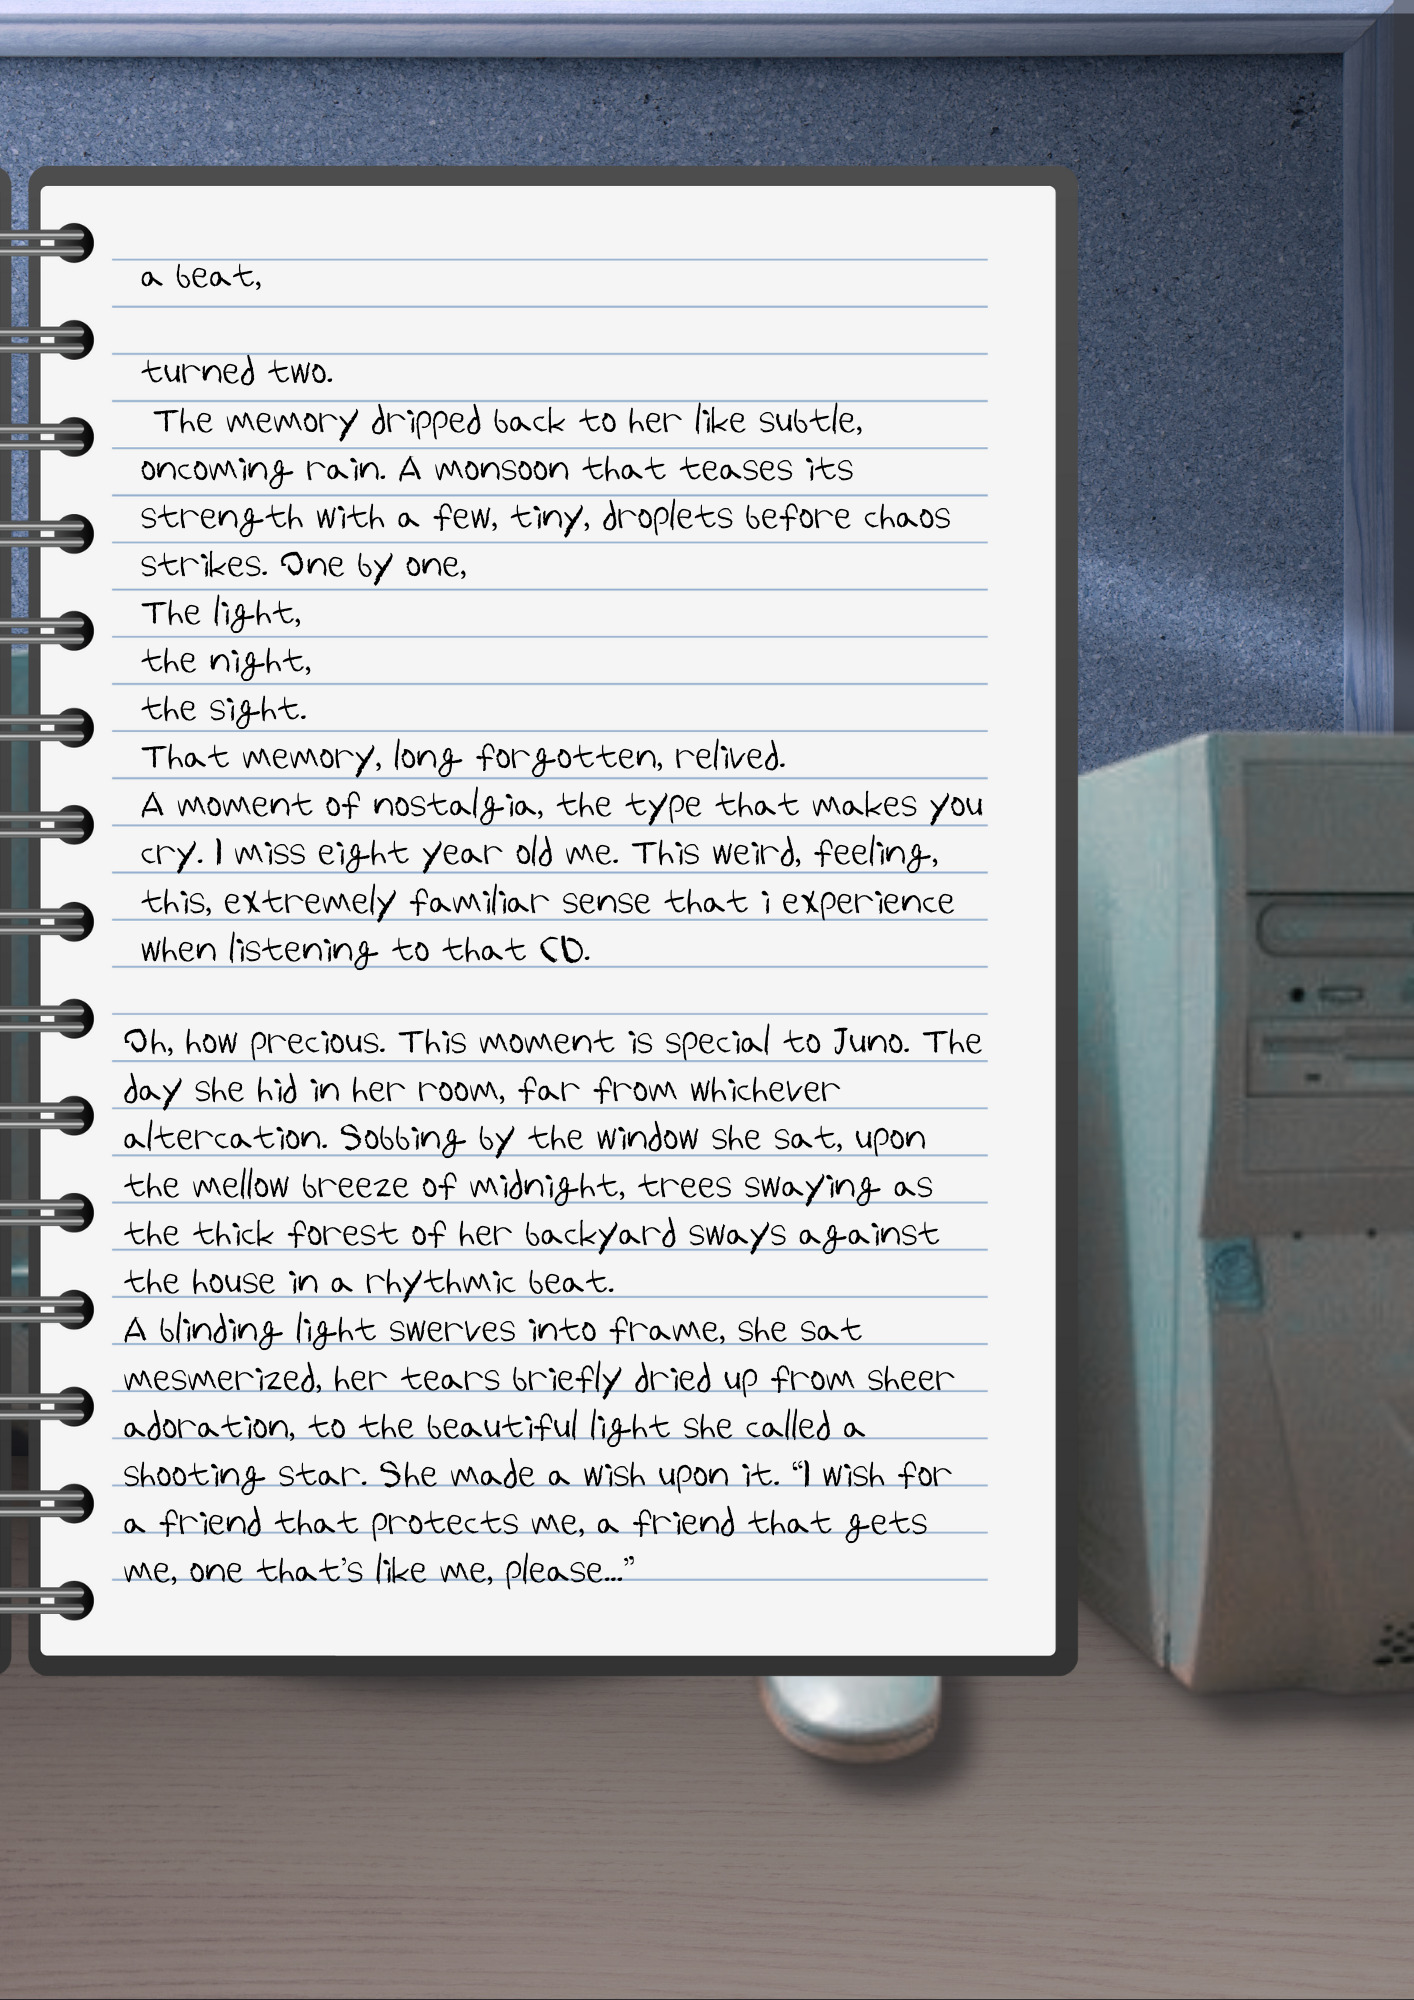 a beat,
turned two.
The memory dripped back to her like subtle,
oncoming rain. A monsoon that teases its
strength with a few, tiny, droplets before chaos
strikes. One by one,
The light,
the night,
the sight.
That memory, long forgotten, relived.
A moment of nostalgia, the type that makes you
cry. I miss eight year old me. This weird, feeling,
this, extremely familiar sense that i experience
when listening to that CD.
Oh, how precious. This moment is special to Juno. The
day she hid in her room, far from whichever
altercation. Sobbing by the window she sat, upon
the mellow breeze of midnight, trees swaying as
the thick forest of her backyard sways against
the house in a rhythmic beat.
A blinding light swerves into frame, she sat
mesmerized, her tears briefly dried up from sheer
adoration, to the beautiful light she called a
shooting star. She made a wish upon it. “I wish for
a friend that protects me, a friend that gets
me, one that’s like me, please...”